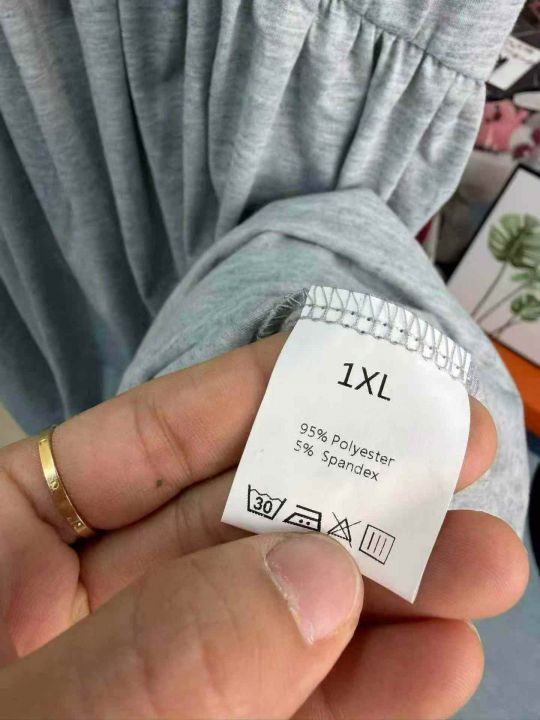 1XL
95% Polyester
5% Spandex
30